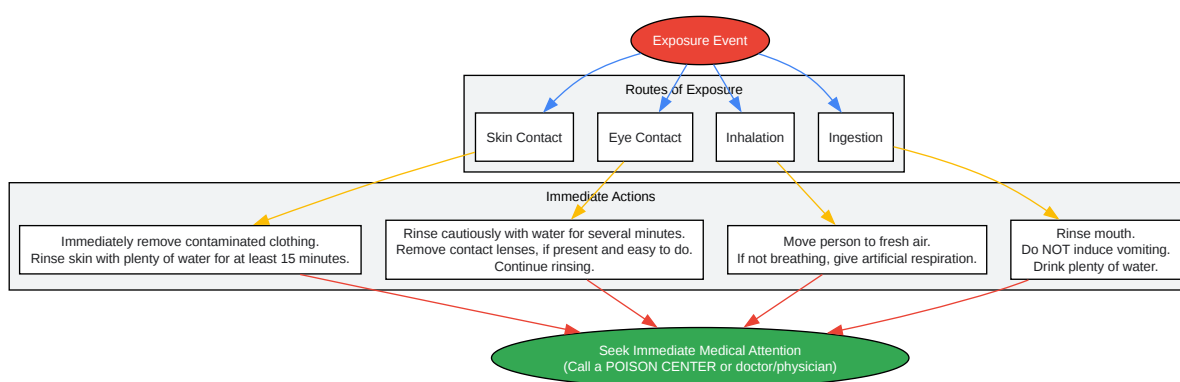 Exposure Event
Routes of Exposure
Skin Contact
Eye Contact
Inhalation
Ingestion
Immediate Actions
Immediately remove contaminated clothing.
Rinse skin with plenty of water for at least 15 minutes.
Rinse cautiously with water for several minutes.
Remove contact lenses, if present and easy to do.
Continue rinsing.
Move person to fresh air.
If not breathing, give artificial respiration.
Rinse mouth.
Do NOT induce vomiting.
Drink plenty of water.
Seek Immediate Medical Attention
(Call a POISON CENTER or doctor/physician)